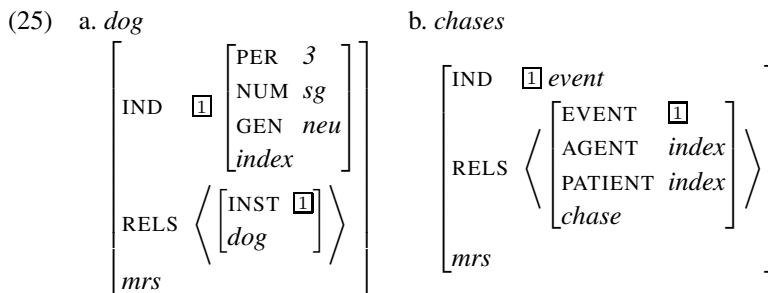 (25) a. dog b. chases
[PER 3
NUM sg
IND [1] GEN neu
index]
RELS ⟨[INST [1]
dog]⟩
mrs
IND [1] event
[EVENT [1]
AGENT index
RELS ⟨PATIENT index⟩
chase]
mrs